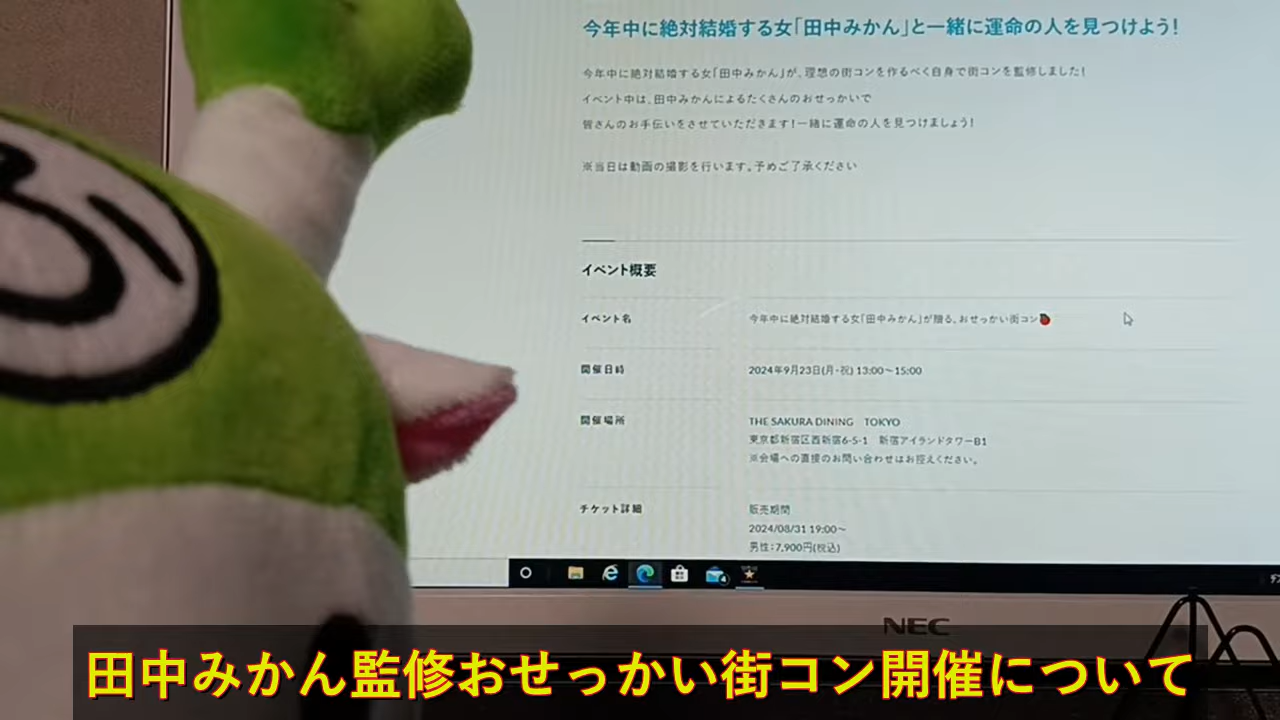 今年中に絶対結婚する女「田中みかん」と一緒に運命の人を見つけよう!
今年中に絶対結婚する女「田中みかん」が、理想の街コンを作るべく自身で街コンを監修しました!
イベント中は、田中みかんによるたくさんのおせっかいで
皆さんのお手伝いをさせていただきます!一緒に運命の人を見つけましょう!
※当日は動画の撮影を行います。予めご了承ください
イベント概要
イベント名
今年中に絶対結婚する女「田中みかん」が贈る、おせっかい街コン
開催日時
2024年9月23日(月・祝) 13:00～15:00
開催場所
THE SAKURA DINING TOKYO
東京都新宿区西新宿6-5-1 新宿アイランドタワーB1
※会場への直接のお問い合わせはお控えください。
チケット詳細
販売期間
2024/08/31 19:00～
男性:7,900円(税込)
NEC
田中みかん監修おせっかい街コン開催について